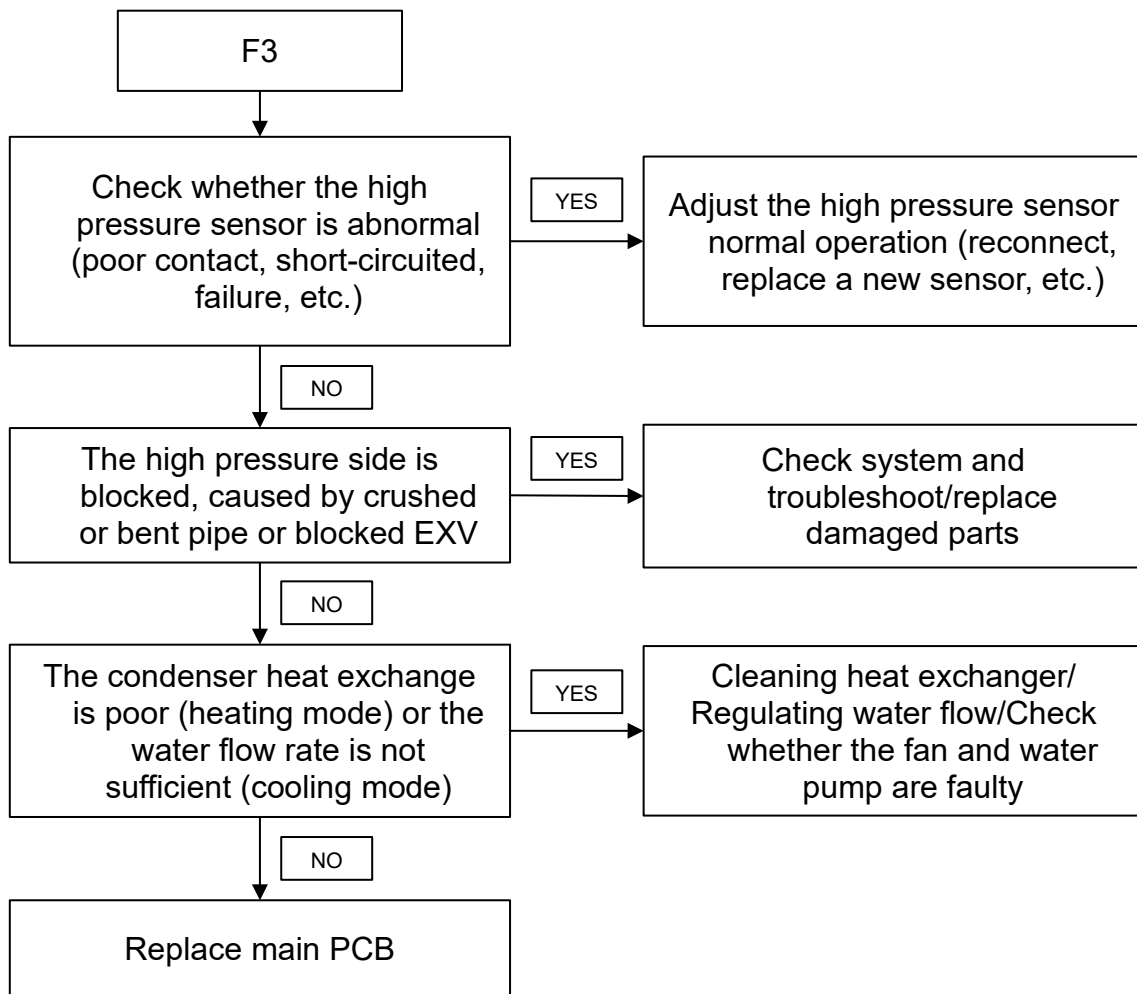 F3
Check whether the high
pressure sensor is abnormal
(poor contact, short-circuited,
failure, etc.)
YES
Adjust the high pressure sensor
normal operation (reconnect,
replace a new sensor, etc.)
NO
The high pressure side is
blocked, caused by crushed
or bent pipe or blocked EXV
YES
Check system and
troubleshoot/replace
damaged parts
NO
The condenser heat exchange
is poor (heating mode) or the
water flow rate is not
sufficient (cooling mode)
YES
Cleaning heat exchanger/
Regulating water flow/Check
whether the fan and water
pump are faulty
NO
Replace main PCB